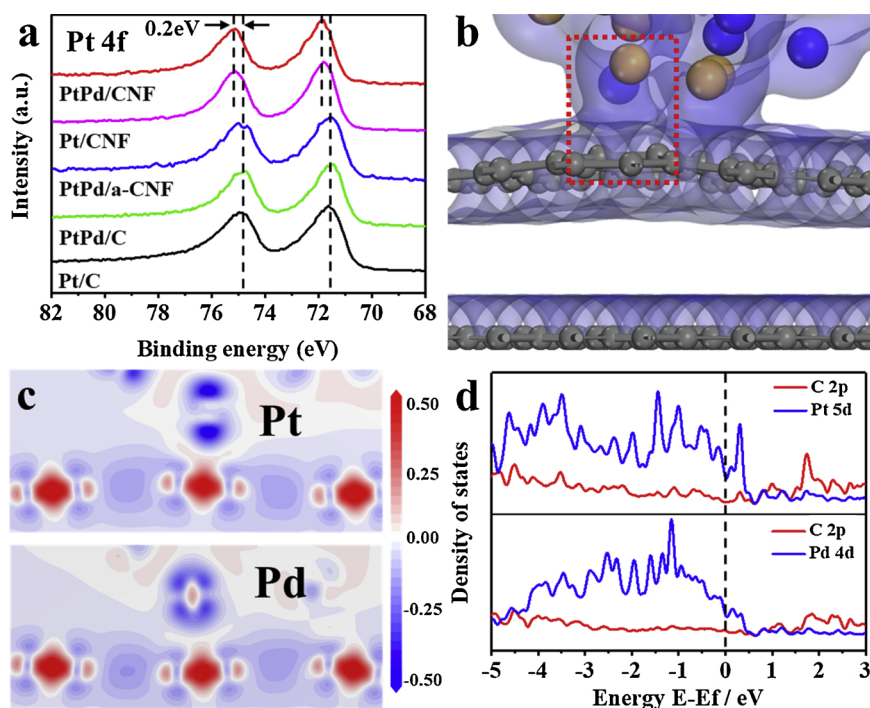 a
Pt 4f
0.2eV
PtPd/CNF
Pt/CNF
PtPd/a-CNF
PtPd/C
Pt/C
Intensity (a.u.)
82 80 78 76 74 72 70 68
Binding energy (eV)
b
c
Pt
Pd
0.50
0.25
0.00
-0.25
-0.50
d
C 2p
Pt 5d
C 2p
Pd 4d
Density of states
-5 -4 -3 -2 -1 0 1 2 3
Energy E-Ef / eV